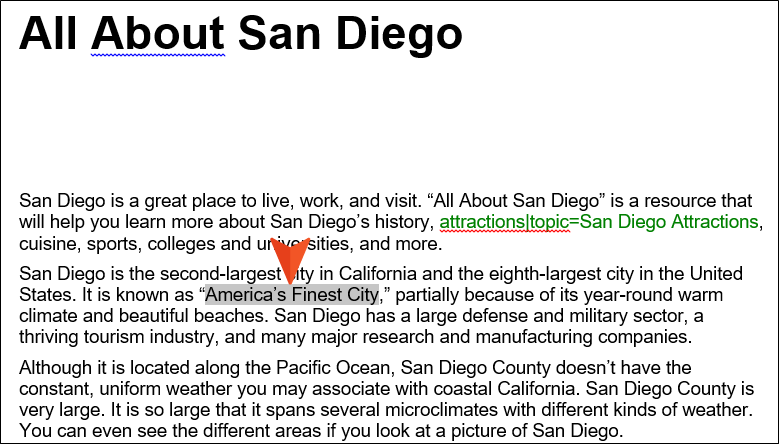 All About San Diego
San Diego is a great place to live, work, and visit. “All About San Diego” is a resource that
will help you learn more about San Diego’s history, attractions|topic=San Diego Attractions,
cuisine, sports, colleges and universities, and more.
San Diego is the second-largest city in California and the eighth-largest city in the United
States. It is known as “America’s Finest City,” partially because of its year-round warm
climate and beautiful beaches. San Diego has a large defense and military sector, a
thriving tourism industry, and many major research and manufacturing companies.
Although it is located along the Pacific Ocean, San Diego County doesn’t have the
constant, uniform weather you may associate with coastal California. San Diego County is
very large. It is so large that it spans several microclimates with different kinds of weather.
You can even see the different areas if you look at a picture of San Diego.